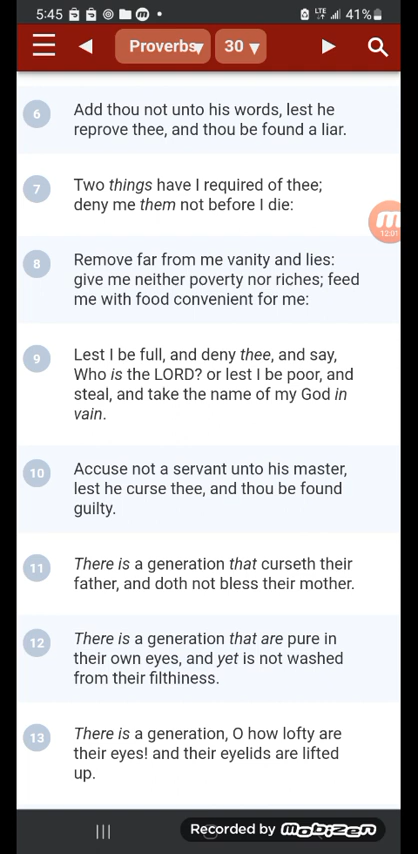 5:45 LTE 41%
Proverbs 30
6 Add thou not unto his words, lest he
reprove thee, and thou be found a liar.
7 Two things have I required of thee;
deny me them not before I die:
12:01
8 Remove far from me vanity and lies:
give me neither poverty nor riches; feed
me with food convenient for me:
9 Lest I be full, and deny thee, and say,
Who is the LORD? or lest I be poor, and
steal, and take the name of my God in
vain.
10 Accuse not a servant unto his master,
lest he curse thee, and thou be found
guilty.
11 There is a generation that curseth their
father, and doth not bless their mother.
12 There is a generation that are pure in
their own eyes, and yet is not washed
from their filthiness.
13 There is a generation, O how lofty are
their eyes! and their eyelids are lifted
up.
Recorded by mobizen